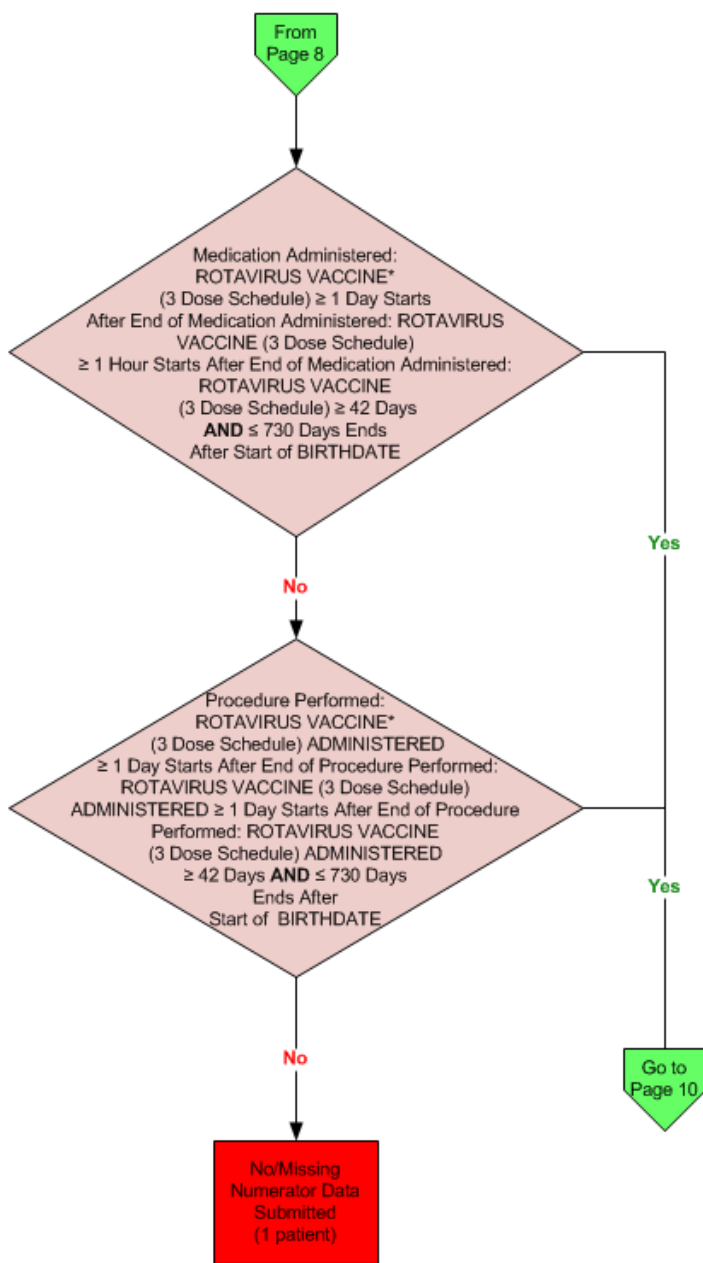 From
Page 8
Medication Administered:
ROTAVIRUS VACCINE*
(3 Dose Schedule) ≥ 1 Day Starts
After End of Medication Administered: ROTAVIRUS
VACCINE (3 Dose Schedule)
≥ 1 Hour Starts After End of Medication Administered:
ROTAVIRUS VACCINE
(3 Dose Schedule) ≥ 42 Days
AND ≤ 730 Days Ends
After Start of BIRTHDATE
Yes
No
Procedure Performed:
ROTAVIRUS VACCINE*
(3 Dose Schedule) ADMINISTERED
≥ 1 Day Starts After End of Procedure Performed:
ROTAVIRUS VACCINE (3 Dose Schedule)
ADMINISTERED ≥ 1 Day Starts After End of Procedure
Performed: ROTAVIRUS VACCINE
(3 Dose Schedule) ADMINISTERED
≥ 42 Days AND ≤ 730 Days
Ends After
Start of BIRTHDATE
Yes
No
Go to
Page 10
No/Missing
Numerator Data
Submitted
(1 patient)